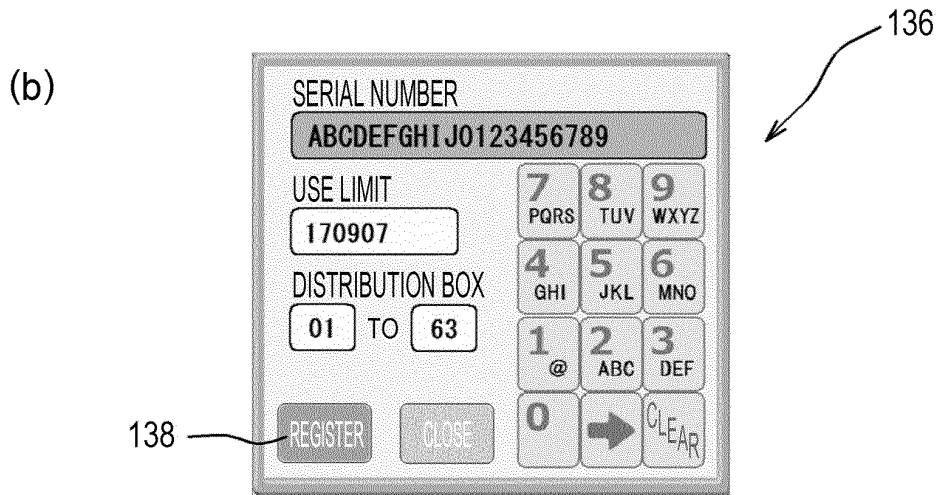 136
(b)
SERIAL NUMBER
ABCDEFGHIJ0123456789
USE LIMIT
170907
DISTRIBUTION BOX
01 TO 63
7 8 9
PQRS TUV WXYZ
4 5 6
GHI JKL MNO
1 2 3
@ ABC DEF
0 CLEAR
138 REGISTER CLOSE